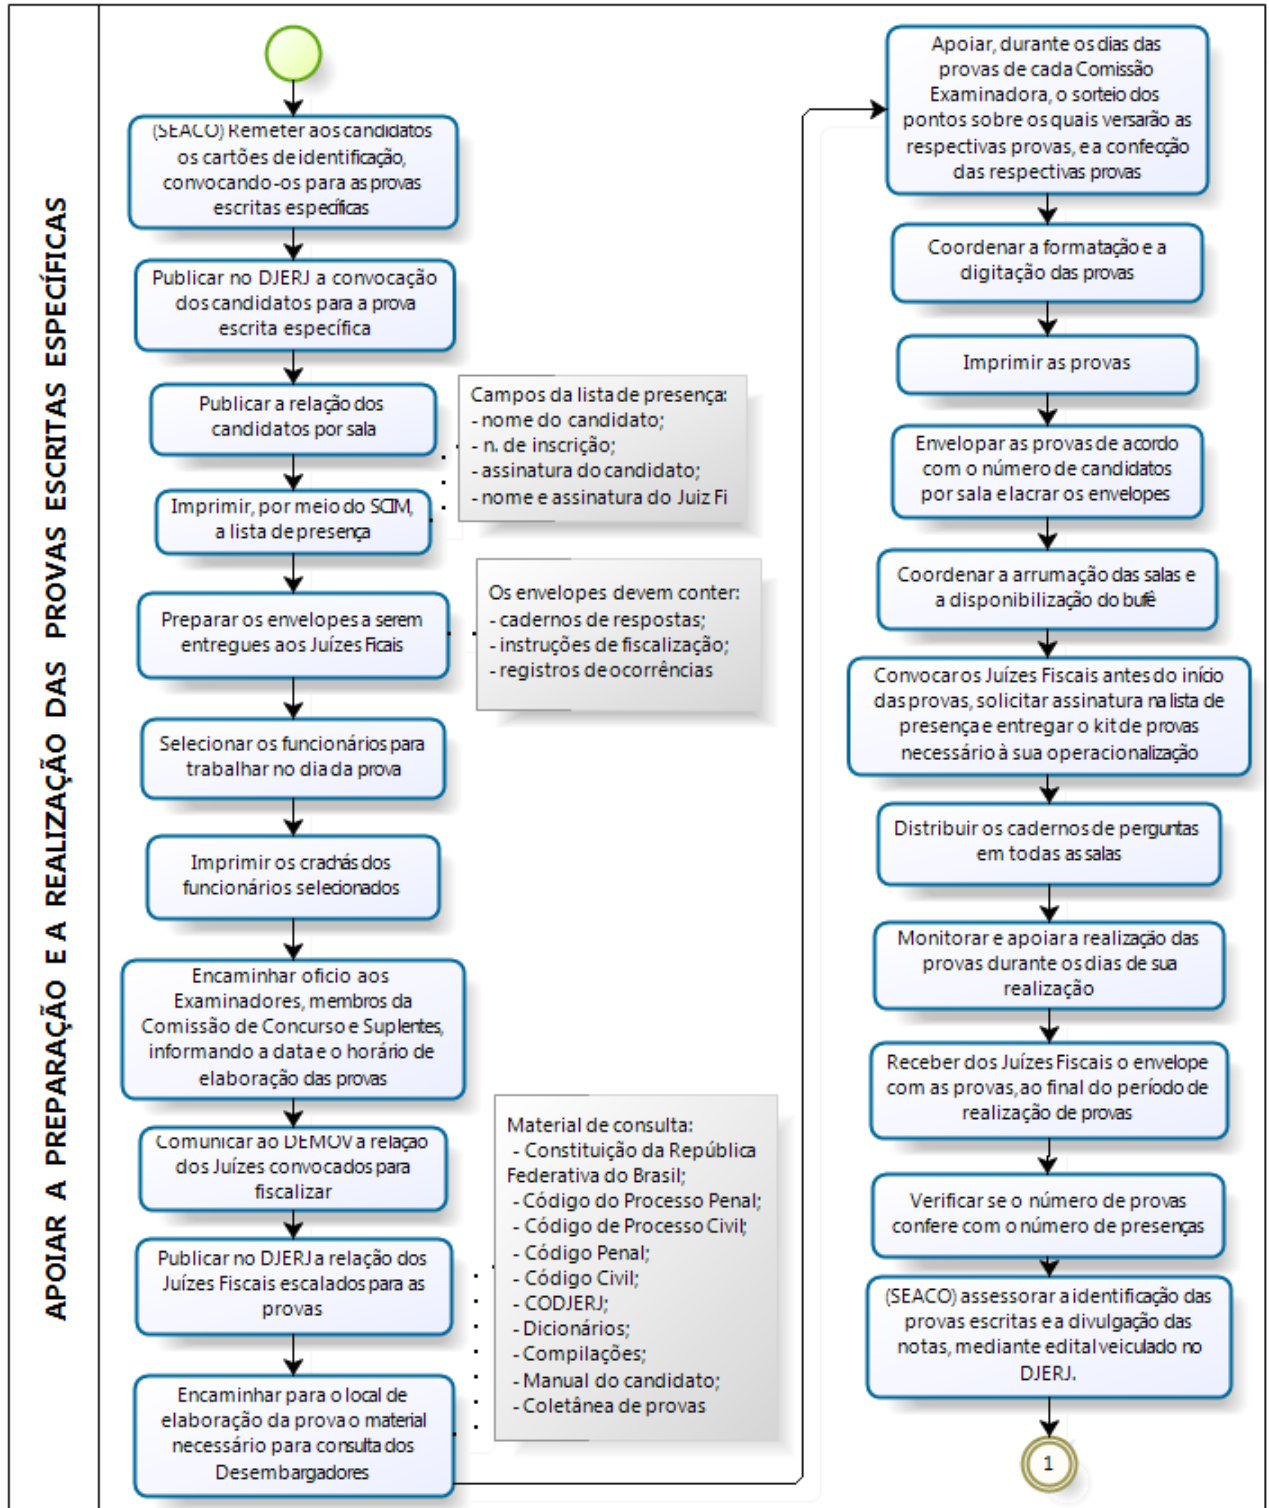 APOIAR A PREPARAÇÃO E A REALIZAÇÃO DAS PROVAS ESCRITAS ESPECÍFICAS
(SEACO) Remeter aos candidatos
os cartões de identificação,
convocando-os para as provas
escritas específicas
Publicar no DJERJ a convocação
dos candidatos para a prova
escrita específica
Publicar a relação dos
candidatos por sala
Campos da lista de presença:
- nome do candidato;
- n. de inscrição;
- assinatura do candidato;
- nome e assinatura do Juiz Fi
Imprimir, por meio do SCIM,
a lista de presença
Preparar os envelopes a serem
entregues aos Juízes Ficais
Os envelopes devem conter:
- cadernos de respostas;
- instruções de fiscalização;
- registros de ocorrências
Selecionar os funcionários para
trabalhar no dia da prova
Imprimir os crachás dos
funcionários selecionados
Encaminhar oficio aos
Examinadores, membros da
Comissão de Concurso e Suplentes,
informando a data e o horário de
elaboração das provas
Comunicar ao DEMOV a relação
dos Juízes convocados para
fiscalizar
Publicar no DJERJ a relação dos
Juízes Fiscais escalados para as
provas
Encaminhar para o local de
elaboração da prova o material
necessário para consulta dos
Desembargadores
Material de consulta:
- Constituição da República
Federativa do Brasil;
- Código do Processo Penal;
- Código de Processo Civil;
- Código Penal;
- Código Civil;
- CODJERJ;
- Dicionários;
- Compilações;
- Manual do candidato;
- Coletânea de provas
Apoiar, durante os dias das
provas de cada Comissão
Examinadora, o sorteio dos
pontos sobre os quais versarão as
respectivas provas, e a confecção
das respectivas provas
Coordenar a formatação e a
digitação das provas
Imprimir as provas
Envelopar as provas de acordo
com o número de candidatos
por sala e lacrar os envelopes
Coordenar a arrumação das salas e
a disponibilização do bufê
Convocar os Juízes Fiscais antes do início
das provas, solicitar assinatura na lista de
presença e entregar o kit de provas
necessário à sua operacionalização
Distribuir os cadernos de perguntas
em todas as salas
Monitorar e apoiar a realização das
provas durante os dias de sua
realização
Receber dos Juízes Fiscais o envelope
com as provas, ao final do período de
realização de provas
Verificar se o número de provas
confere com o número de presenças
(SEACO) assessorar a identificação das
provas escritas e a divulgação das
notas, mediante edital veiculado no
DJERJ.
1